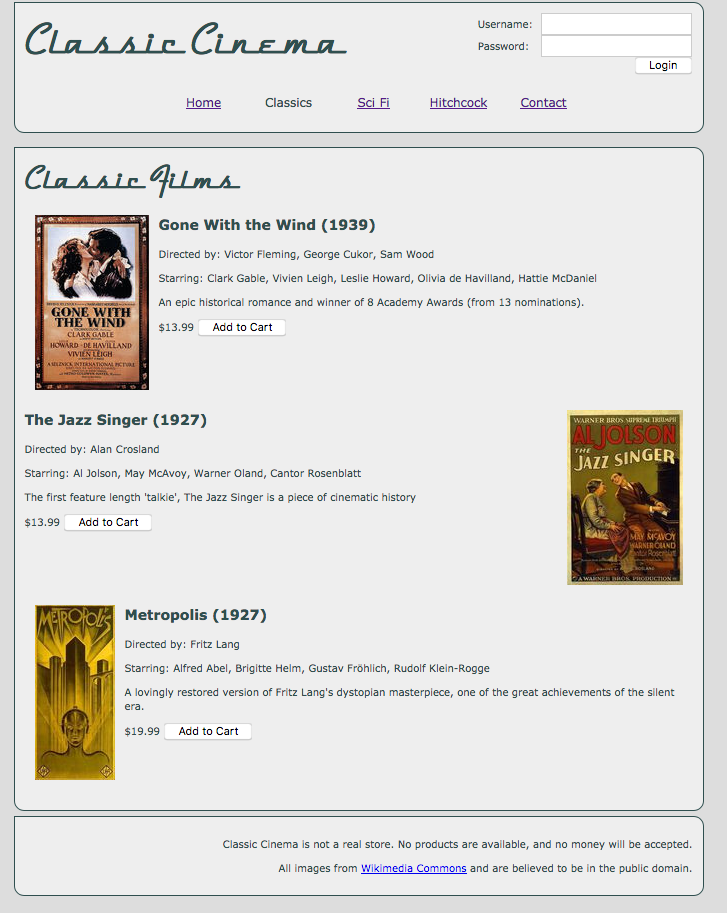 Classic Cinema
Username:
Password:
Login
Home Classics Sci Fi Hitchcock Contact
Classic Films
GONE WITH
THE WIND
CLARK GABLE
HOWARD · DE HAVILLAND
VIVIEN LEIGH
A SELZNICK INTERNATIONAL PICTURE
Gone With the Wind (1939)
Directed by: Victor Fleming, George Cukor, Sam Wood
Starring: Clark Gable, Vivien Leigh, Leslie Howard, Olivia de Havilland, Hattie McDaniel
An epic historical romance and winner of 8 Academy Awards (from 13 nominations).
$13.99 Add to Cart
The Jazz Singer (1927)
Directed by: Alan Crosland
Starring: Al Jolson, May McAvoy, Warner Oland, Cantor Rosenblatt
The first feature length 'talkie', The Jazz Singer is a piece of cinematic history
$13.99 Add to Cart
WARNER BROS. SUPREME TRIUMPH
AL JOLSON
THE
JAZZ SINGER
MAY McAVOY
WARNER OLAND
Cantor Rosenblatt
A WARNER BROS. PRODUCTION
METROPOLIS
Metropolis (1927)
Directed by: Fritz Lang
Starring: Alfred Abel, Brigitte Helm, Gustav Fröhlich, Rudolf Klein-Rogge
A lovingly restored version of Fritz Lang's dystopian masterpiece, one of the great achievements of the silent
era.
$19.99 Add to Cart
Classic Cinema is not a real store. No products are available, and no money will be accepted.
All images from Wikimedia Commons and are believed to be in the public domain.